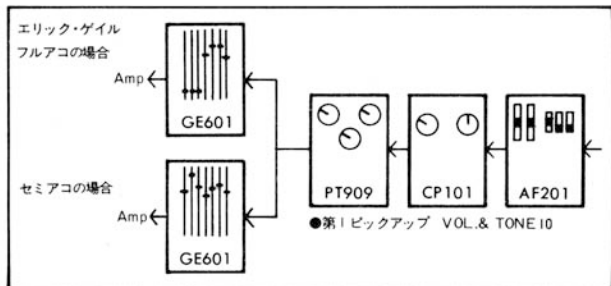 エリック・ゲイル
フルアコの場合
Amp
GE601
セミアコの場合
Amp
GE601
PT909
CP101
AF201
●第1ピックアップ VOL.& TONE 10